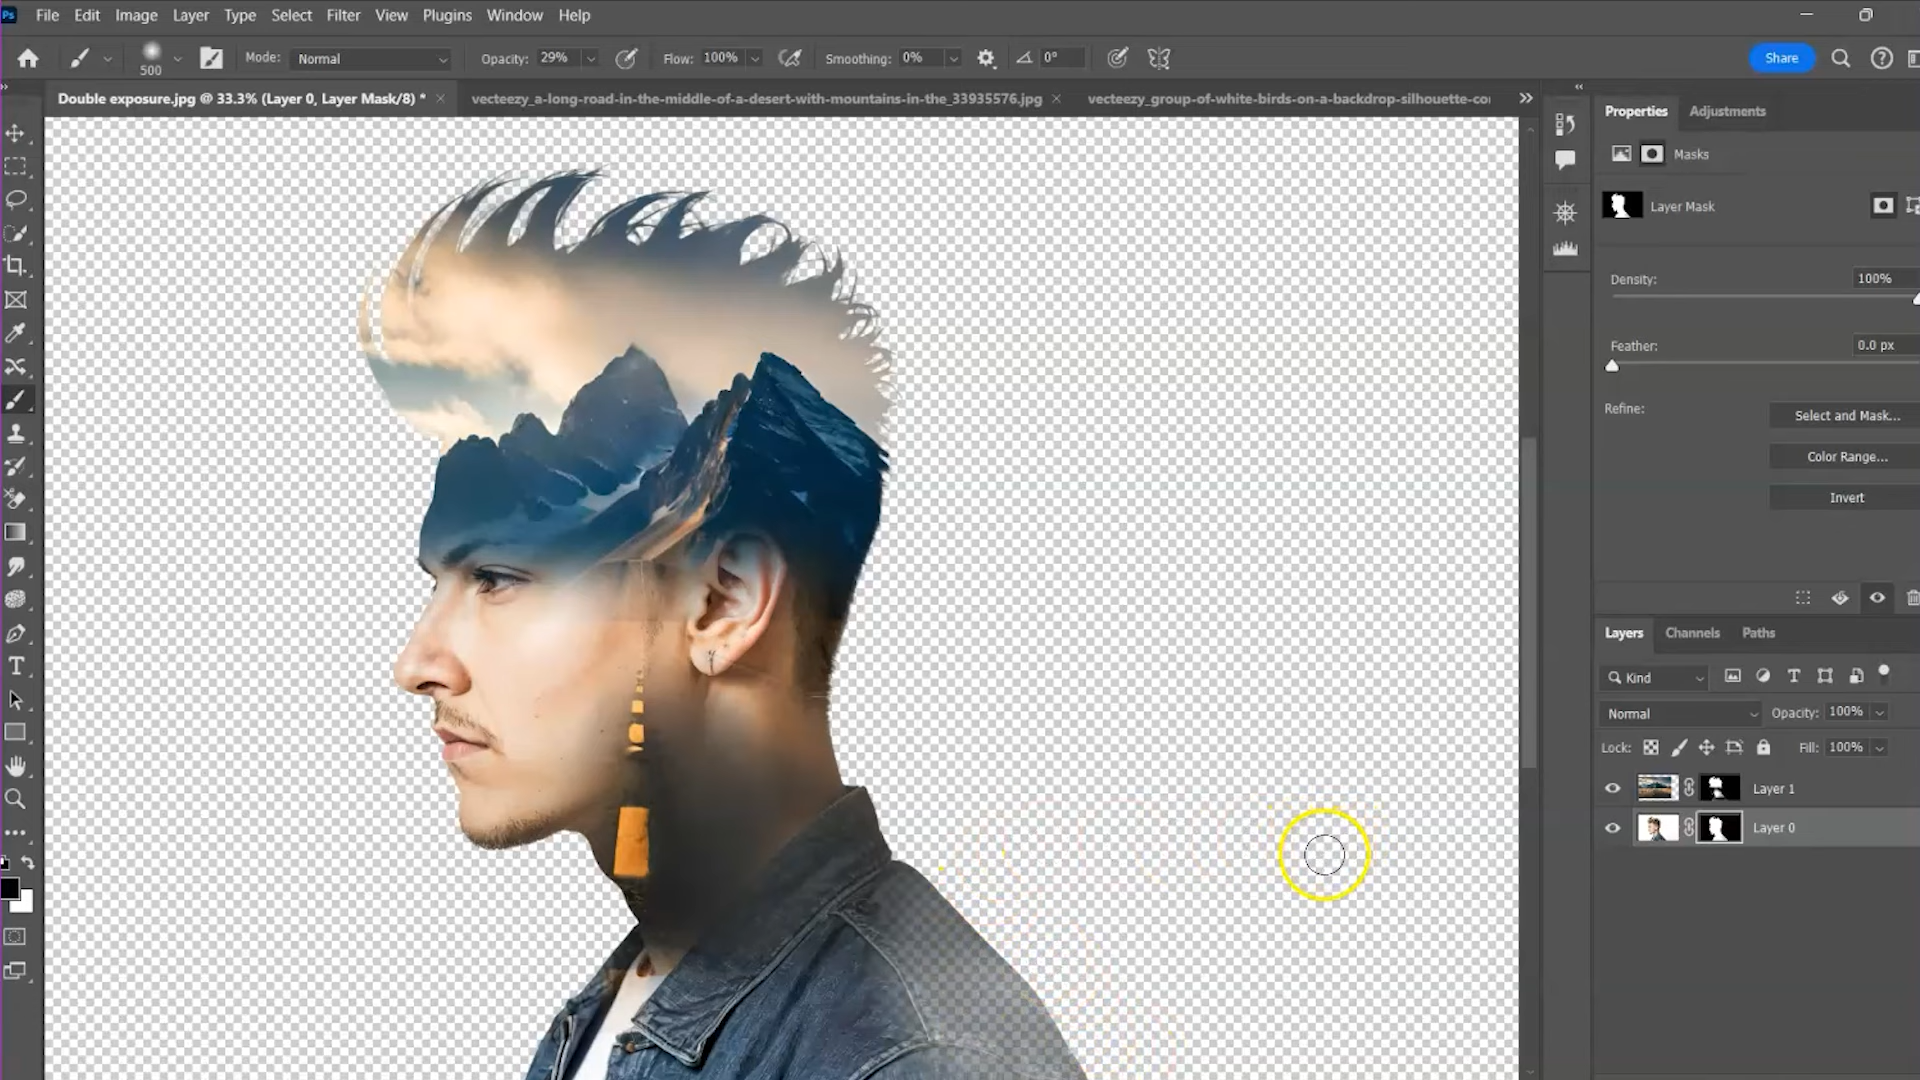 Ps File Edit Image Layer Type Select Filter View Plugins Window Help
500 Mode: Normal Opacity: 29% Flow: 100% Smoothing: 0% 0° Share
Double exposure.jpg @ 33.3% (Layer 0, Layer Mask/8) * × vecteezy_a-long-road-in-the-middle-of-a-desert-with-mountains-in-the_33935576.jpg × vecteezy_group-of-white-birds-on-a-backdrop-silhouette-co
Properties Adjustments
Masks
Layer Mask
Density: 100%
Feather: 0.0 px
Refine: Select and Mask...
Color Range...
Invert
Layers Channels Paths
Kind
Normal Opacity: 100%
Lock: Fill: 100%
Layer 1
Layer 0